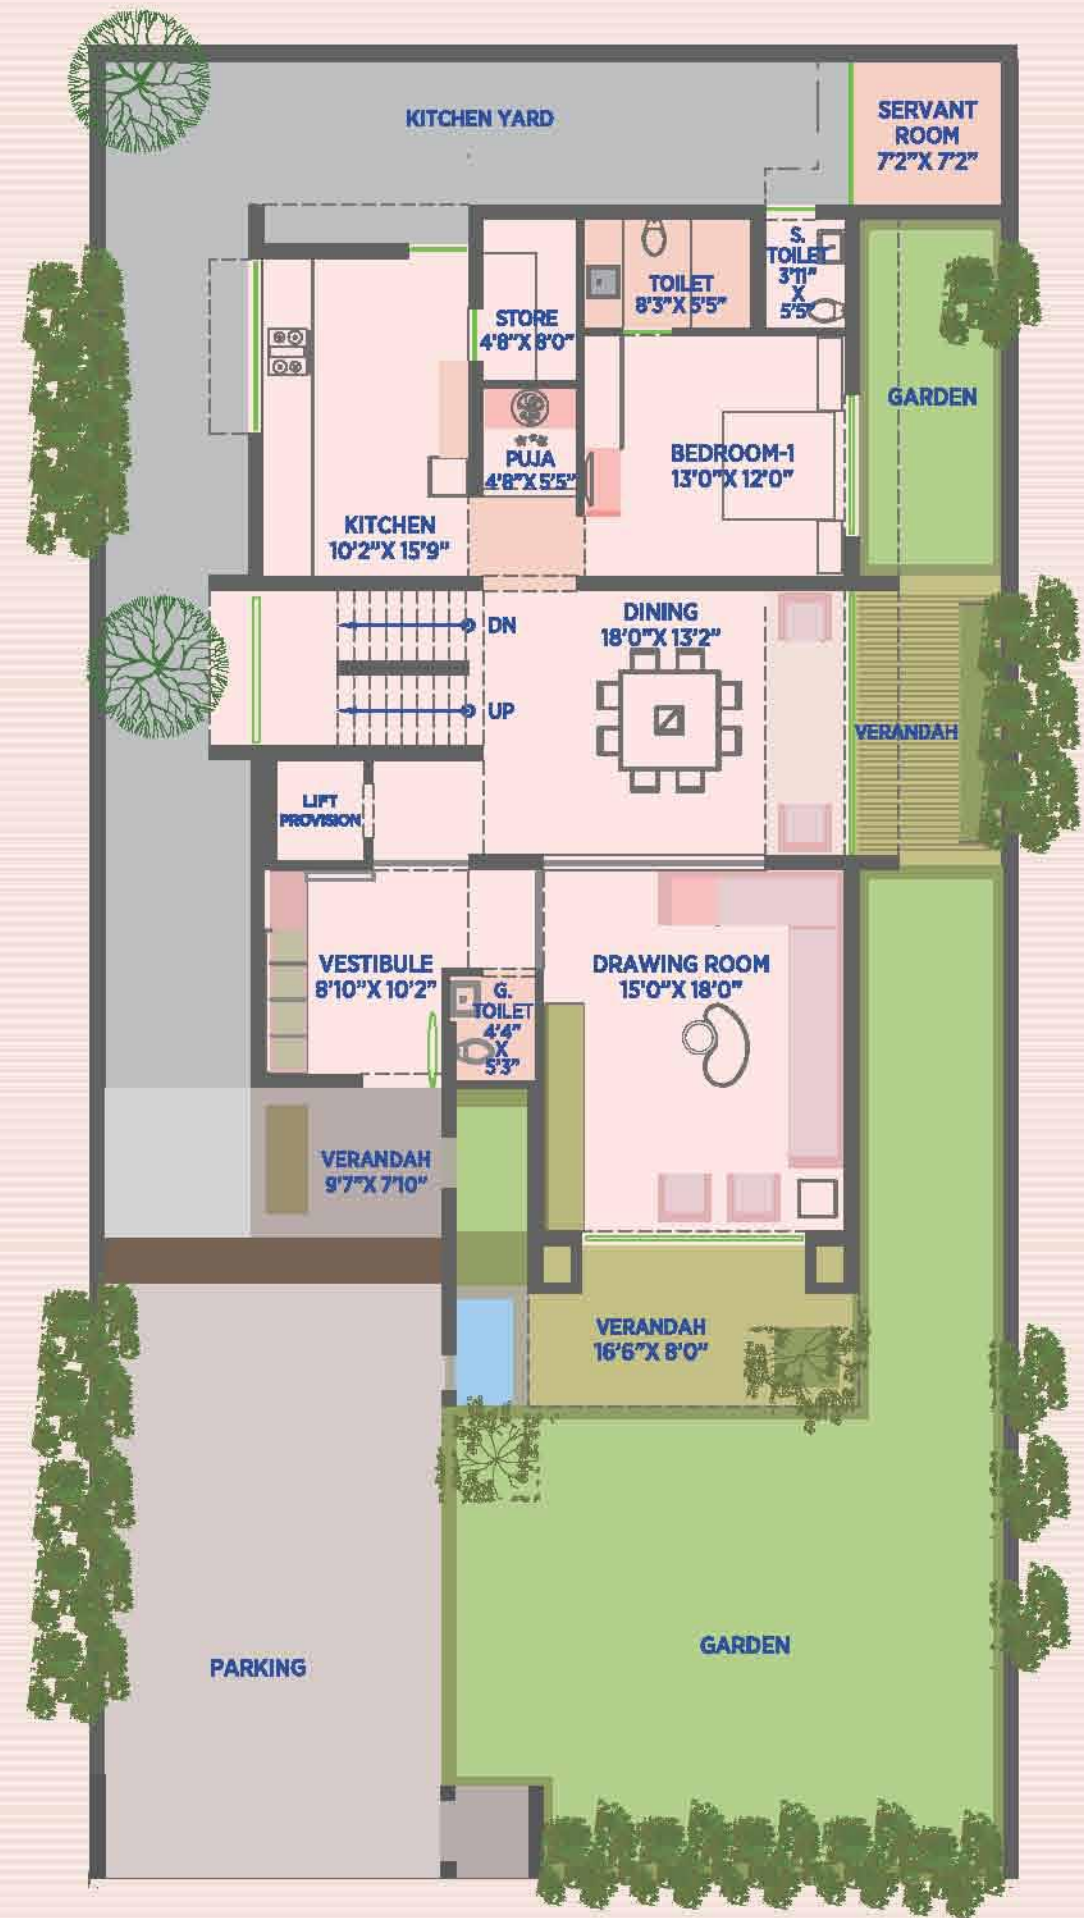 KITCHEN YARD
SERVANT
ROOM
7'2"X 7'2"
S.
TOILET
3'11"
X
5'5"
TOILET
8'3"X 5'5"
STORE
4'8"X 8'0"
GARDEN
PUJA
4'8"X 5'5"
BEDROOM-1
13'0"X 12'0"
KITCHEN
10'2"X 15'9"
DN
UP
DINING
18'0"X 13'2"
VERANDAH
LIFT
PROVISION
VESTIBULE
8'10"X 10'2"
G.
TOILET
4'4"
X
5'3"
DRAWING ROOM
15'0"X 18'0"
VERANDAH
9'7"X 7'10"
VERANDAH
16'6"X 8'0"
PARKING
GARDEN